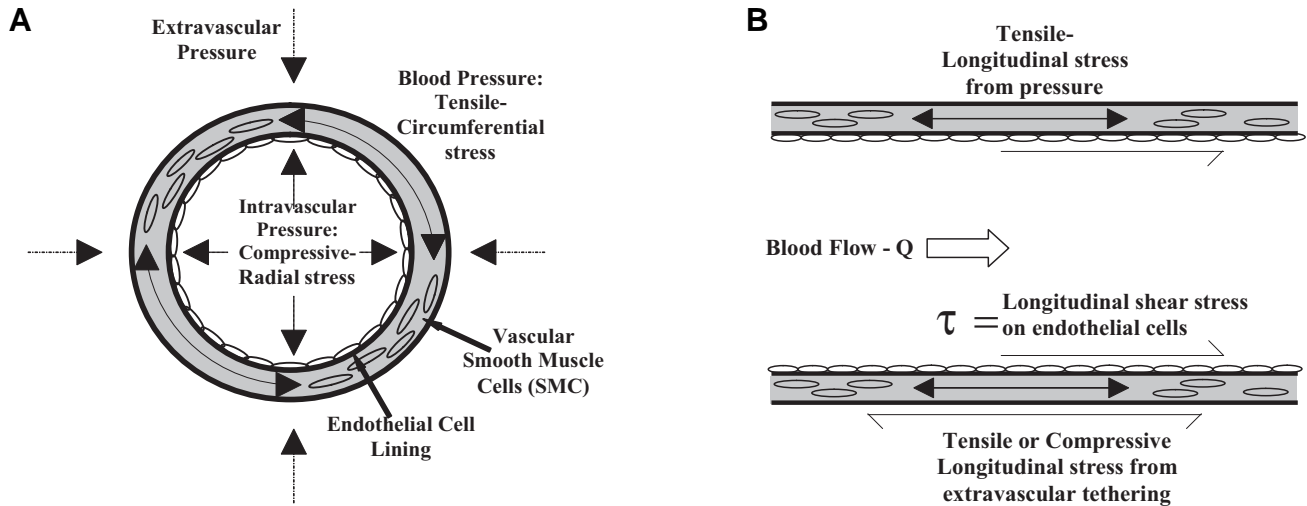 A
Extravascular
Pressure
Blood Pressure:
Tensile-
Circumferential
stress
Intravascular
Pressure:
Compressive-
Radial stress
Vascular
Smooth Muscle
Cells (SMC)
Endothelial Cell
Lining
B
Tensile-
Longitudinal stress
from pressure
Blood Flow - Q
τ = Longitudinal shear stress
on endothelial cells
Tensile or Compressive
Longitudinal stress from
extravascular tethering